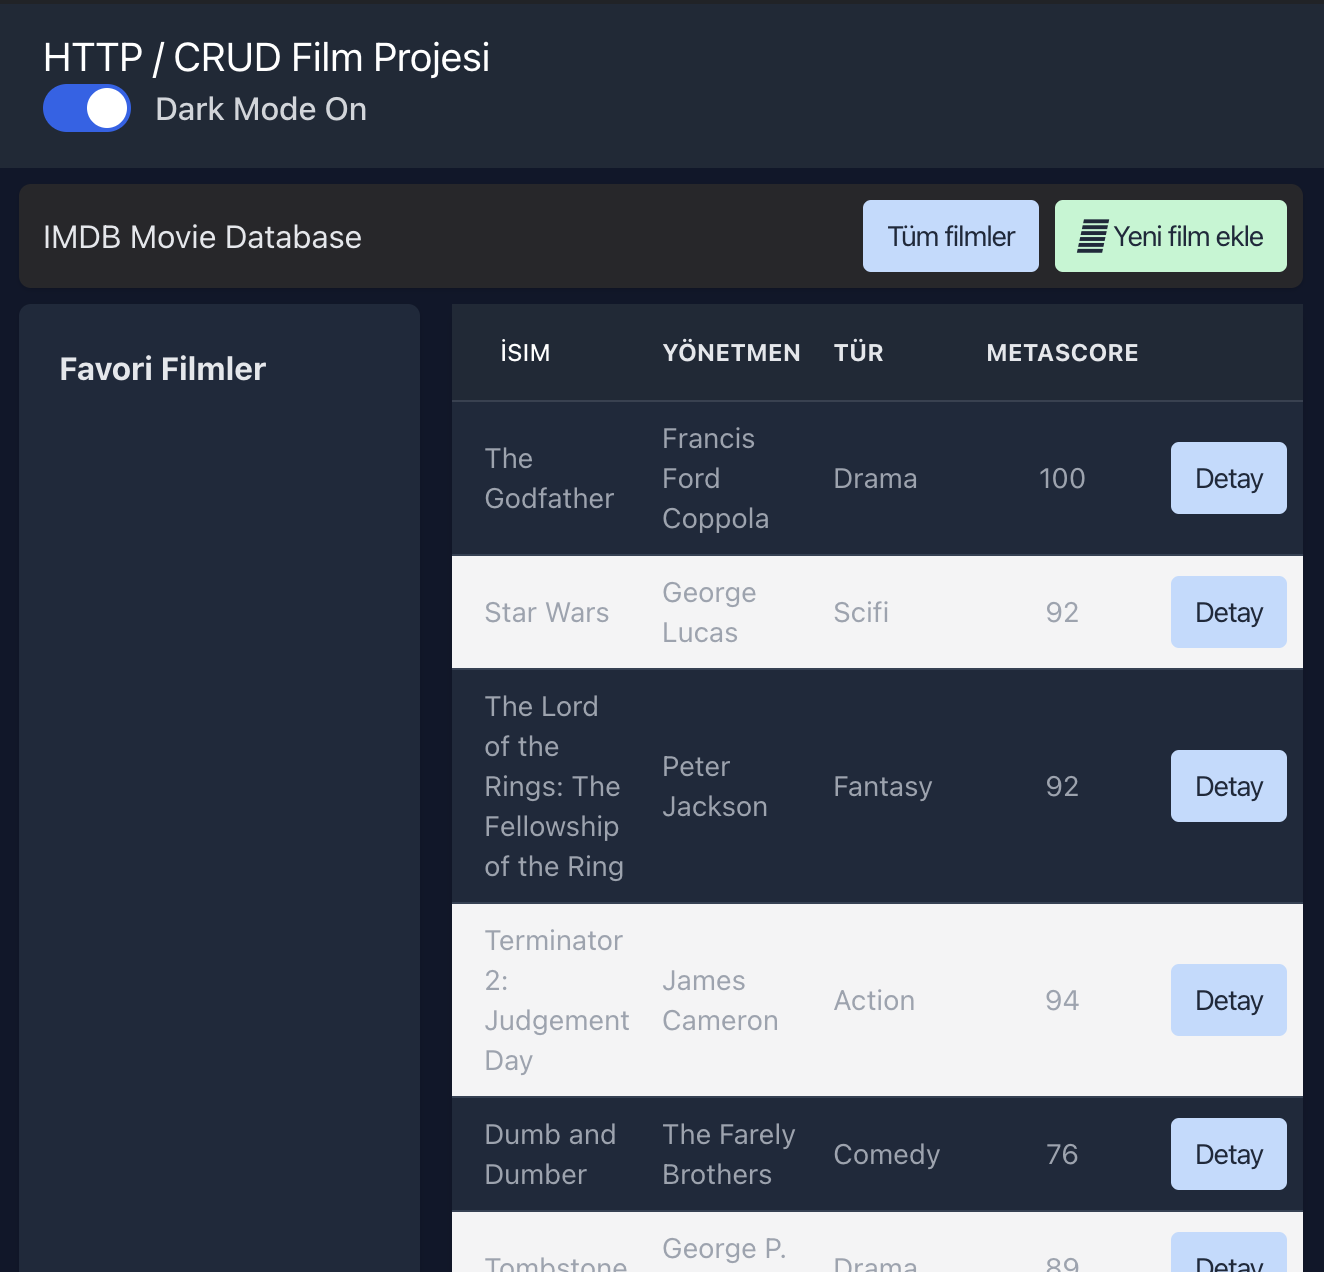 HTTP / CRUD Film Projesi
Dark Mode On
IMDB Movie Database
Tüm filmler
Yeni film ekle
Favori Filmler
İSIM YÖNETMEN TÜR METASCORE
The Godfather Francis Ford Coppola Drama 100 Detay
Star Wars George Lucas Scifi 92 Detay
The Lord of the Rings: The Fellowship of the Ring Peter Jackson Fantasy 92 Detay
Terminator 2: Judgement Day James Cameron Action 94 Detay
Dumb and Dumber The Farely Brothers Comedy 76 Detay
Tombstone George P. Drama 89 Detay